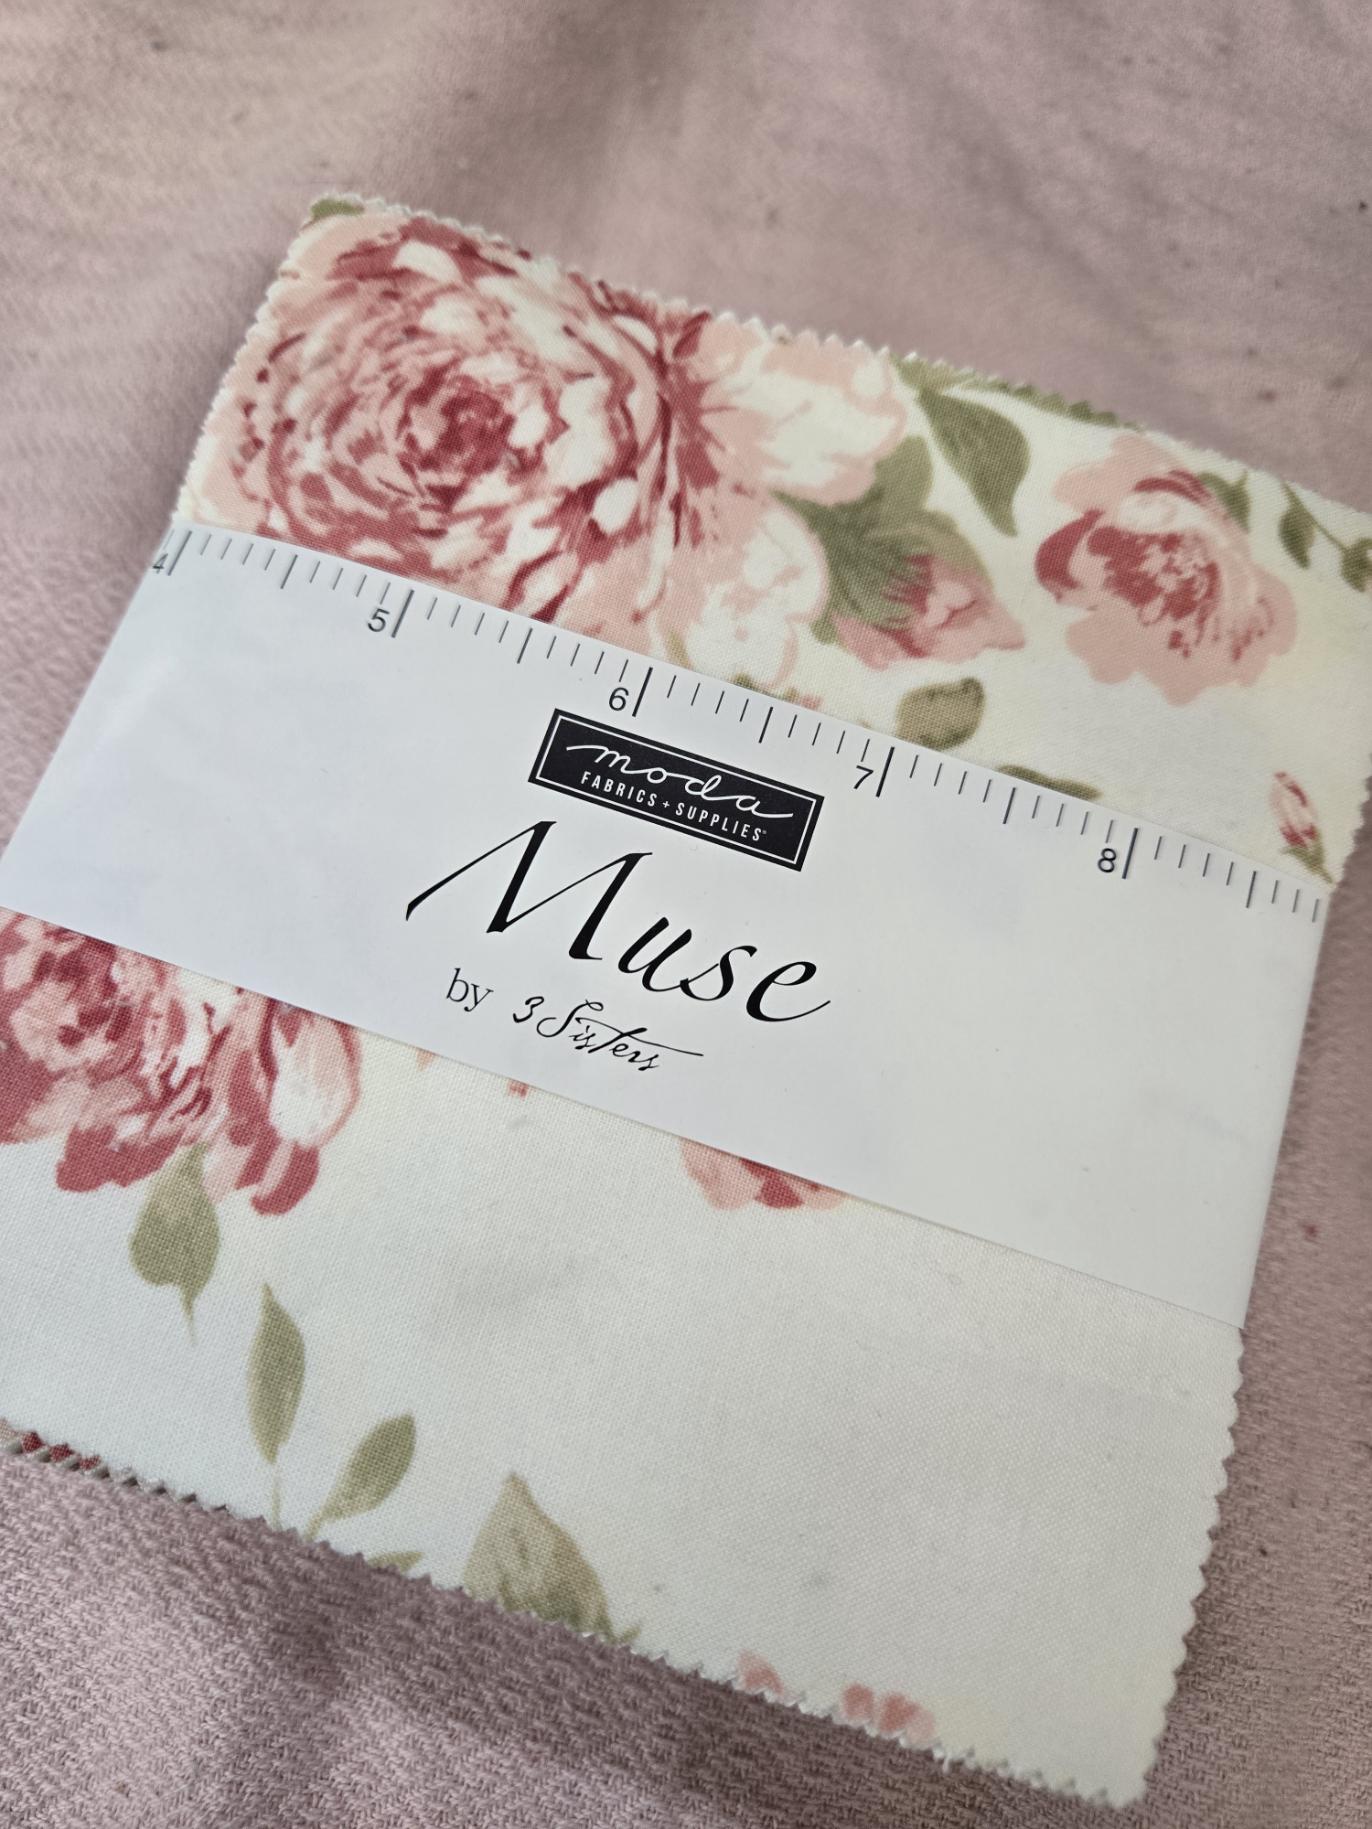 4 5 6 7 8
moda
FABRICS + SUPPLIES
Muse
by 3 Sisters